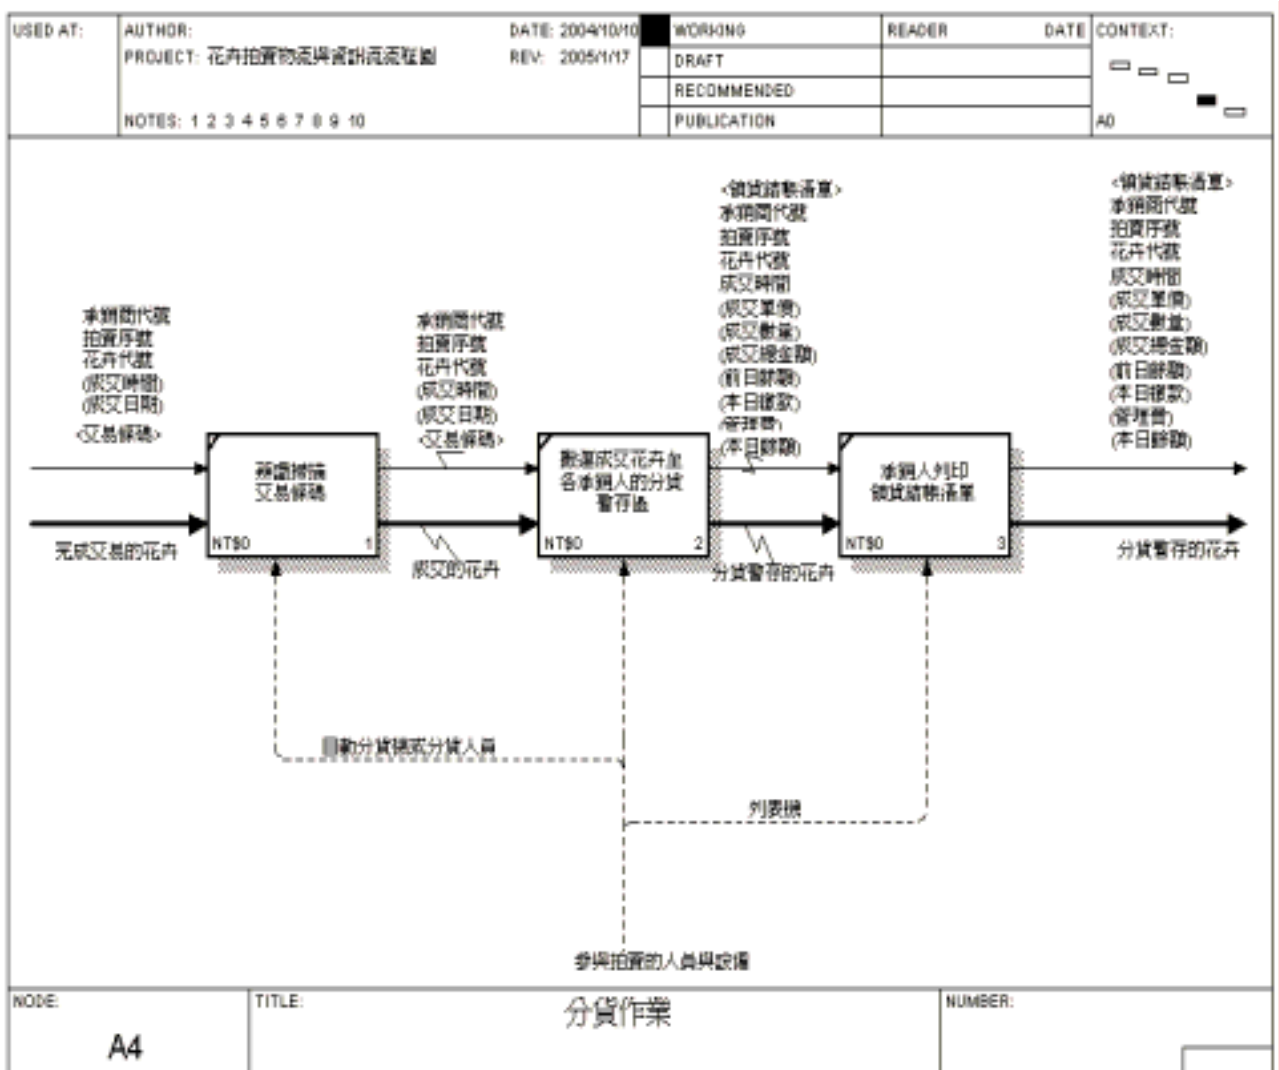 USED AT:
AUTHOR:
DATE: 2004/10/10
PROJECT: 花卉拍賣物流與資訊流流程圖
REV: 2005/1/17
NOTES: 1 2 3 4 5 6 7 8 9 10
WORKING
DRAFT
RECOMMENDED
PUBLICATION
READER
DATE
CONTEXT:
A0
承銷商代號
拍賣序號
花卉代號
(成交時間)
(成交日期)
<交易條碼>
完成交易的花卉
交易條碼
NT$0
1
承銷商代號
拍賣序號
花卉代號
(成交時間)
(成交日期)
<交易條碼>
成交的花卉
搬運成交花卉至
各承銷人的分貨
暫存區
NT$0
2
<領貨結帳清單>
承銷商代號
拍賣序號
花卉代號
成交時間
(成交單價)
(成交數量)
(成交總金額)
(前日餘額)
(本日繳款)
(管理費)
(本日餘額)
分貨暫存的花卉
承銷人列印
領貨結帳清單
NT$0
3
<領貨結帳清單>
承銷商代號
拍賣序號
花卉代號
成交時間
(成交單價)
(成交數量)
(成交總金額)
(前日餘額)
(本日繳款)
(管理費)
(本日餘額)
分貨暫存的花卉
自動分貨機或分貨人員
列表機
參與拍賣的人員與設備
NODE:
A4
TITLE:
分貨作業
NUMBER: